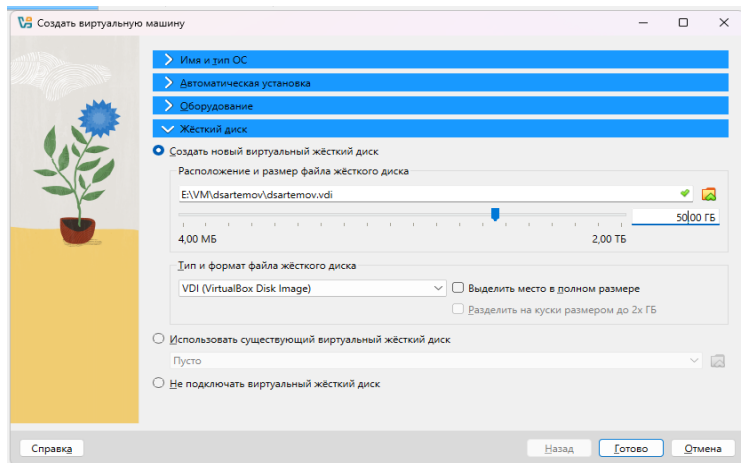 Создать виртуальную машину
Имя и тип ОС
Автоматическая установка
Оборудование
Жёсткий диск
Создать новый виртуальный жёсткий диск
Расположение и размер файла жёсткого диска
E:\VM\dsartemov\dsartemov.vdi
50,00 ГБ
4,00 МБ 2,00 ТБ
Тип и формат файла жёсткого диска
VDI (VirtualBox Disk Image) Выделить место в полном размере
Разделить на куски размером до 2х ГБ
Использовать существующий виртуальный жёсткий диск
Пусто
Не подключать виртуальный жёсткий диск
Справка Назад Готово Отмена